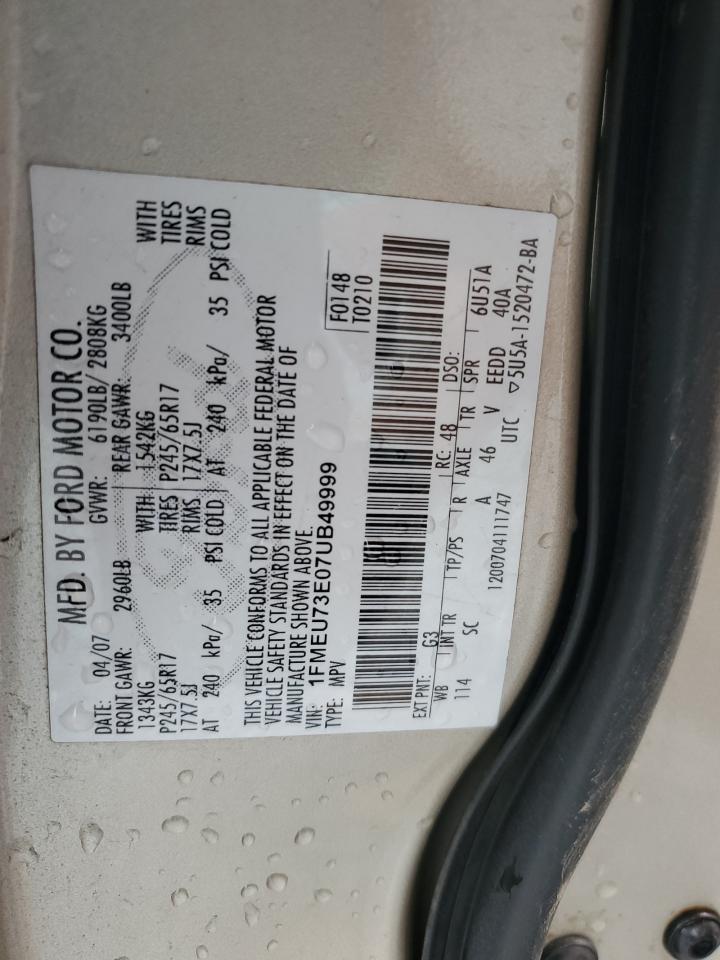 MFD. BY FORD MOTOR CO.
DATE: 04/07 GVWR: 6190LB/ 2808KG
FRONT GAWR: 2960LB REAR GAWR: 3400LB
1343KG WITH 1542KG WITH
P245/65R17 TIRES P245/65R17 TIRES
17X7.5J RIMS 17X7.5J RIMS
AT 240 kPa/ 35 PSI COLD AT 240 kPa/ 35 PSI COLD
THIS VEHICLE CONFORMS TO ALL APPLICABLE FEDERAL MOTOR
VEHICLE SAFETY STANDARDS IN EFFECT ON THE DATE OF
MANUFACTURE SHOWN ABOVE.
VIN: 1FMEU73E07UB49999
TYPE: MPV
F0148
T0210
EXT PNT: G3 RC: 48 DSO:
WB INT TR TP/PS R AXLE TR SPR 6U51A
114 SC A 46 V EEDD 40A
1200704111747 UTC ▽5U5A-1520472-BA